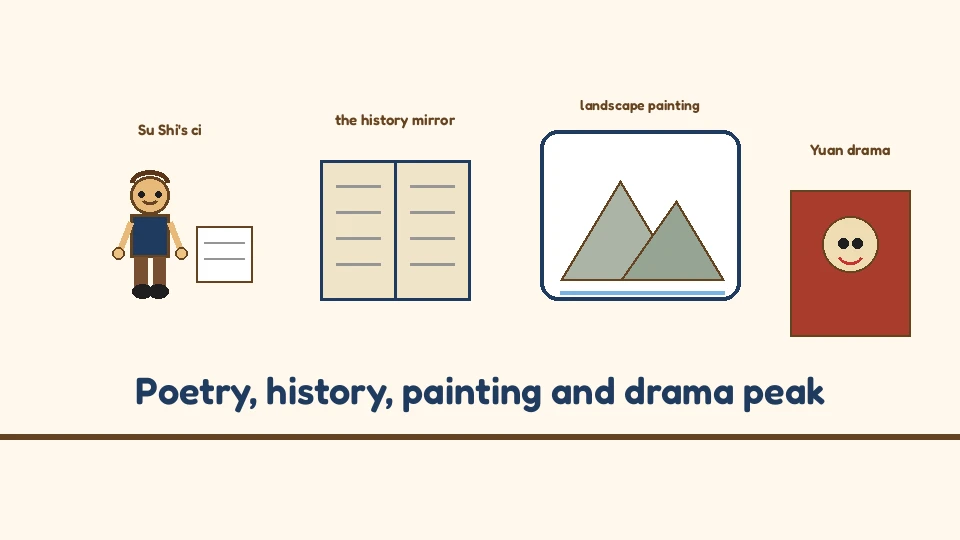 Su Shi's ci
the history mirror
landscape painting
Yuan drama
Poetry, history, painting and drama peak